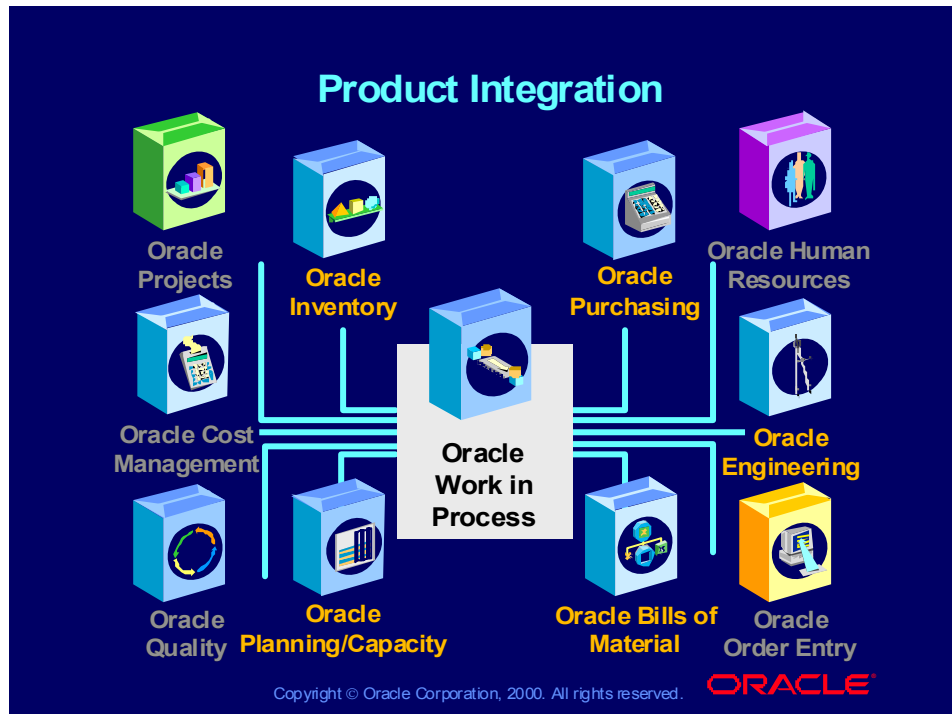 Product Integration
Oracle
Projects
Oracle
Inventory
Oracle
Purchasing
Oracle Human
Resources
Oracle Cost
Management
Oracle
Work in
Process
Oracle
Engineering
Oracle
Quality
Oracle
Planning/Capacity
Oracle Bills of
Material
Oracle
Order Entry
Copyright © Oracle Corporation, 2000. All rights reserved.
ORACLE®